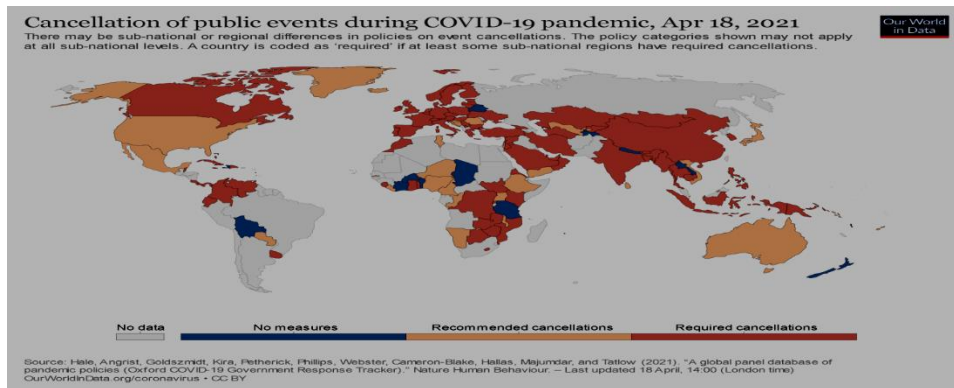 Cancellation of public events during COVID-19 pandemic, Apr 18, 2021
Our World
in Data
There may be sub-national or regional differences in policies on event cancellations. The policy categories shown may not apply
at all sub-national levels. A country is coded as 'required' if at least some sub-national regions have required cancellations.
No data
No measures
Recommended cancellations
Required cancellations
Source: Hale, Angrist, Goldszmidt, Kira, Petherick, Phillips, Webster, Cameron-Blake, Hallas, Majumdar, and Tatlow (2021). "A global panel database of
pandemic policies (Oxford COVID-19 Government Response Tracker)." Nature Human Behaviour. – Last updated 18 April, 14:00 (London time)
OurWorldInData.org/coronavirus • CC BY